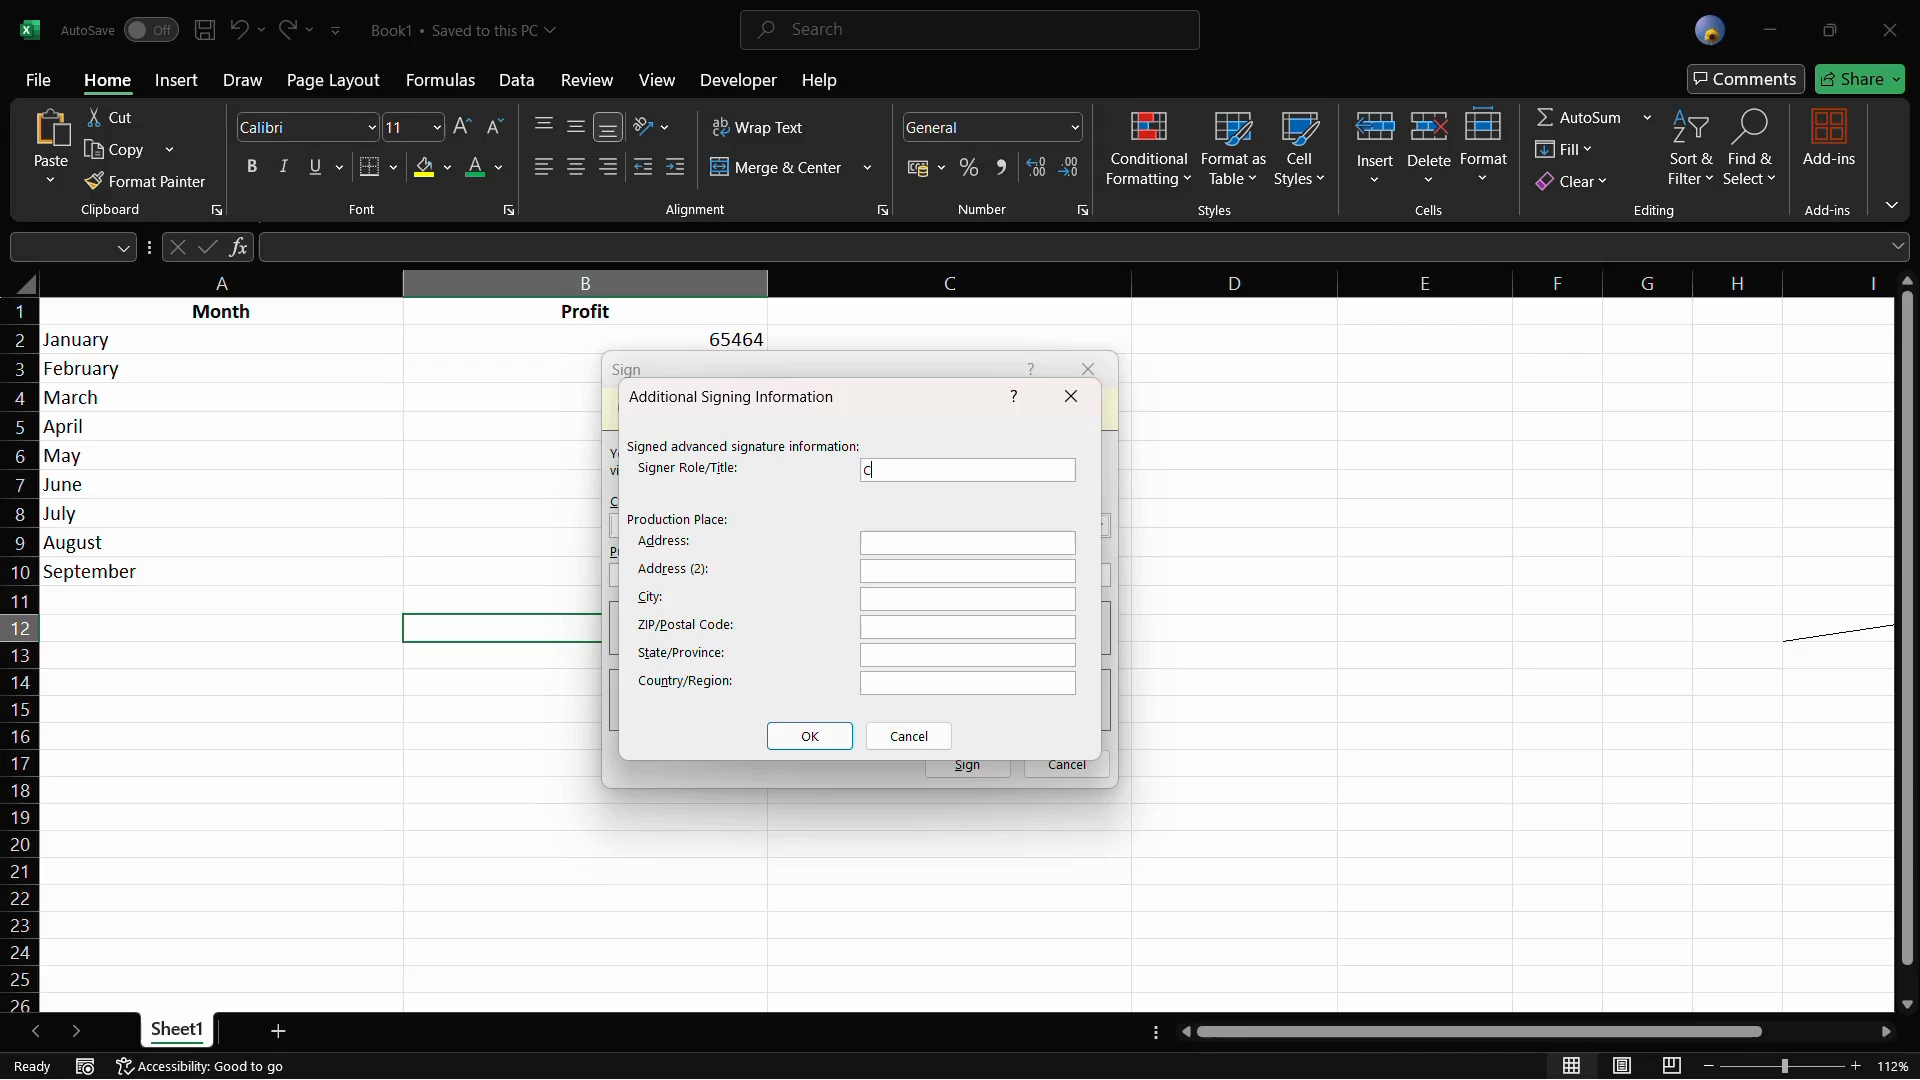 AutoSave Off Book1 • Saved to this PC Search
File Home Insert Draw Page Layout Formulas Data Review View Developer Help Comments Share
Paste Cut Copy Format Painter Clipboard
Calibri 11 B I U A Font
Wrap Text Merge & Center Alignment
General % Number
Conditional Formatting Format as Table Cell Styles Styles
Insert Delete Format Cells
AutoSum Fill Clear Sort & Filter Find & Select Editing
Add-ins Add-ins
fx
A B C D E F G H I
1 Month Profit
2 January 65464
3 February
4 March
5 April
6 May
7 June
8 July
9 August
10 September
11
12
13
14
15
16
17
18
19
20
21
22
23
24
25
26
Sign ?
Additional Signing Information ?
Signed advanced signature information:
Signer Role/Title: C
Production Place:
Address:
Address (2):
City:
ZIP/Postal Code:
State/Province:
Country/Region:
OK Cancel
Sign Cancel
Sheet1
Ready Accessibility: Good to go 112%